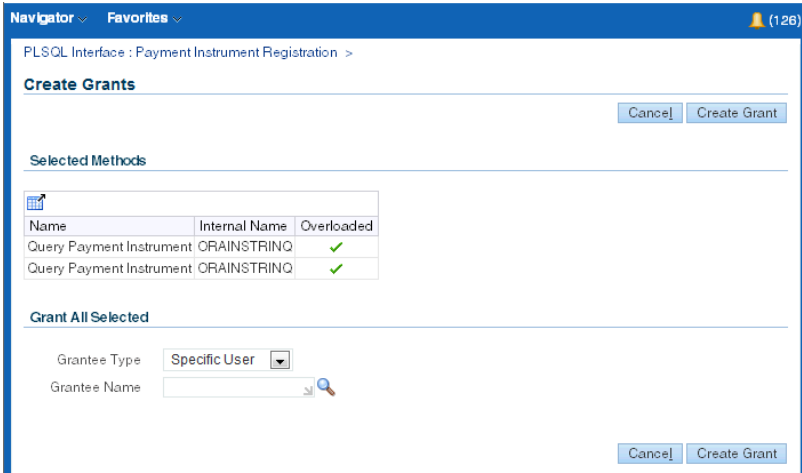 Navigator Favorites (126)
PLSQL Interface : Payment Instrument Registration >
Create Grants
Cancel Create Grant
Selected Methods
Name Internal Name Overloaded
Query Payment Instrument ORAINSTRINQ
Query Payment Instrument ORAINSTRINQ
Grant All Selected
Grantee Type Specific User
Grantee Name
Cancel Create Grant